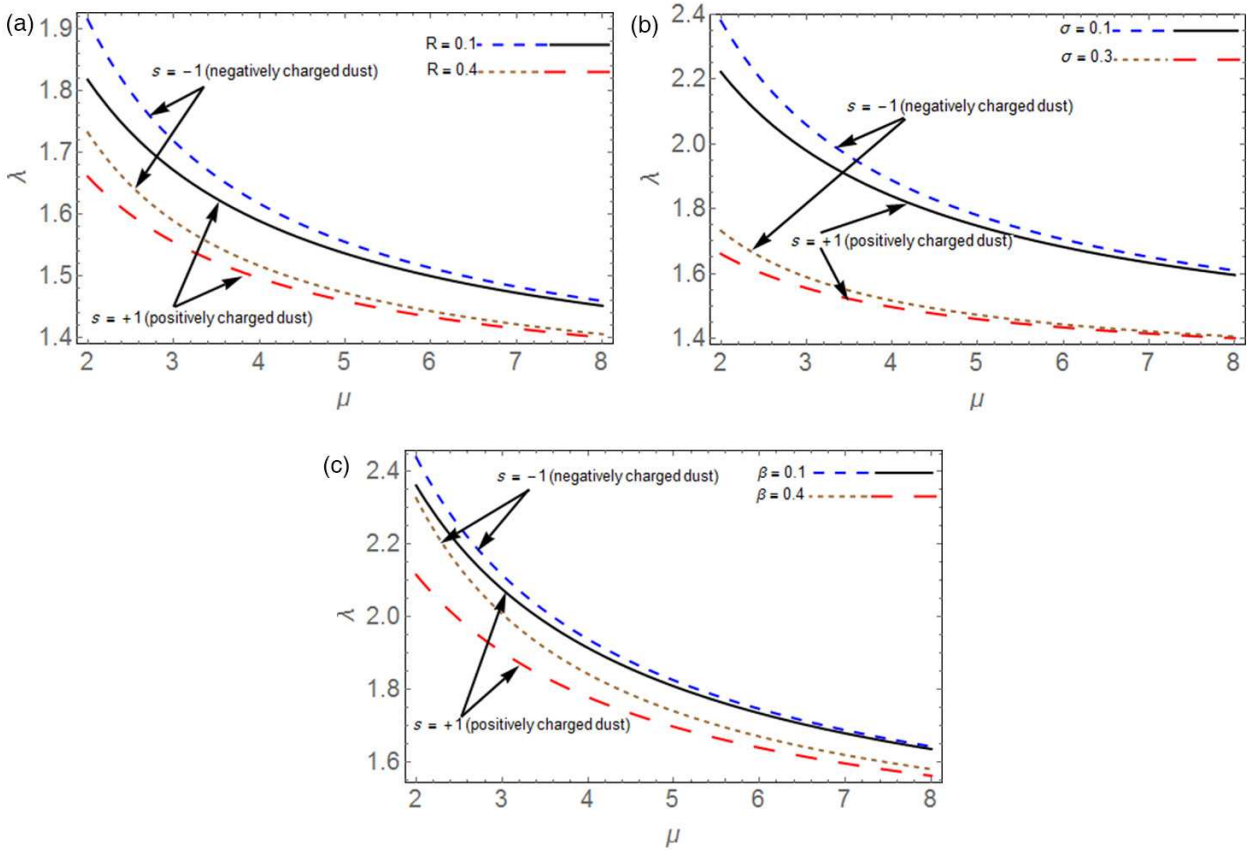 (a)
1.9
1.8
1.7
1.6
1.5
1.4
λ
R = 0.1
R = 0.4
s = −1 (negatively charged dust)
s = +1 (positively charged dust)
2 3 4 5 6 7 8
μ
(b)
2.4
2.2
2.0
1.8
1.6
1.4
λ
σ = 0.1
σ = 0.3
s = −1 (negatively charged dust)
s = +1 (positively charged dust)
2 3 4 5 6 7 8
μ
(c)
2.4
2.2
2.0
1.8
1.6
λ
s = −1 (negatively charged dust)
β = 0.1
β = 0.4
s = +1 (positively charged dust)
2 3 4 5 6 7 8
μ